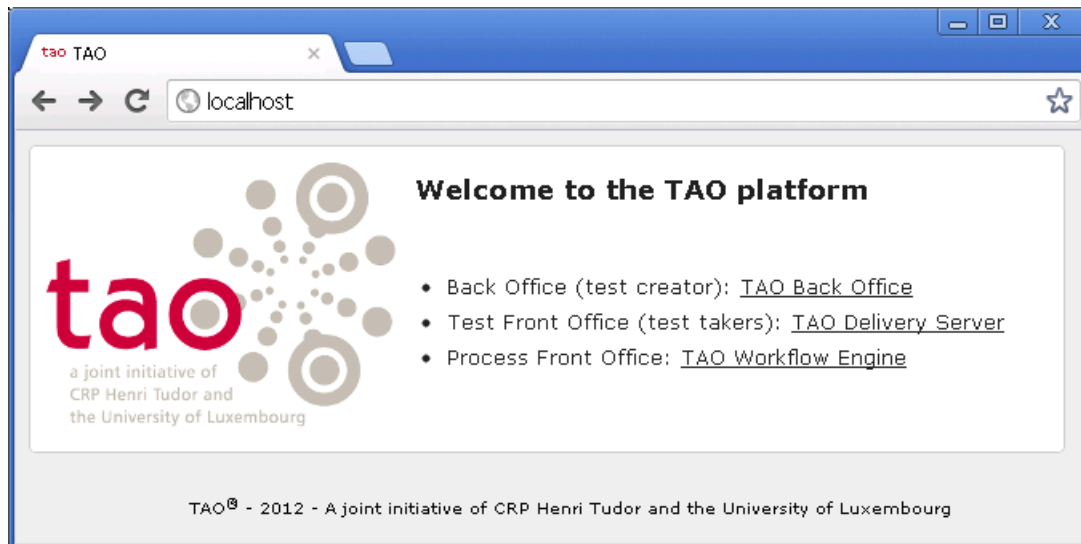 tao TAO
localhost
Welcome to the TAO platform
Back Office (test creator): TAO Back Office
Test Front Office (test takers): TAO Delivery Server
Process Front Office: TAO Workflow Engine
tao
a joint initiative of
CRP Henri Tudor and
the University of Luxembourg
TAO® - 2012 - A joint initiative of CRP Henri Tudor and the University of Luxembourg